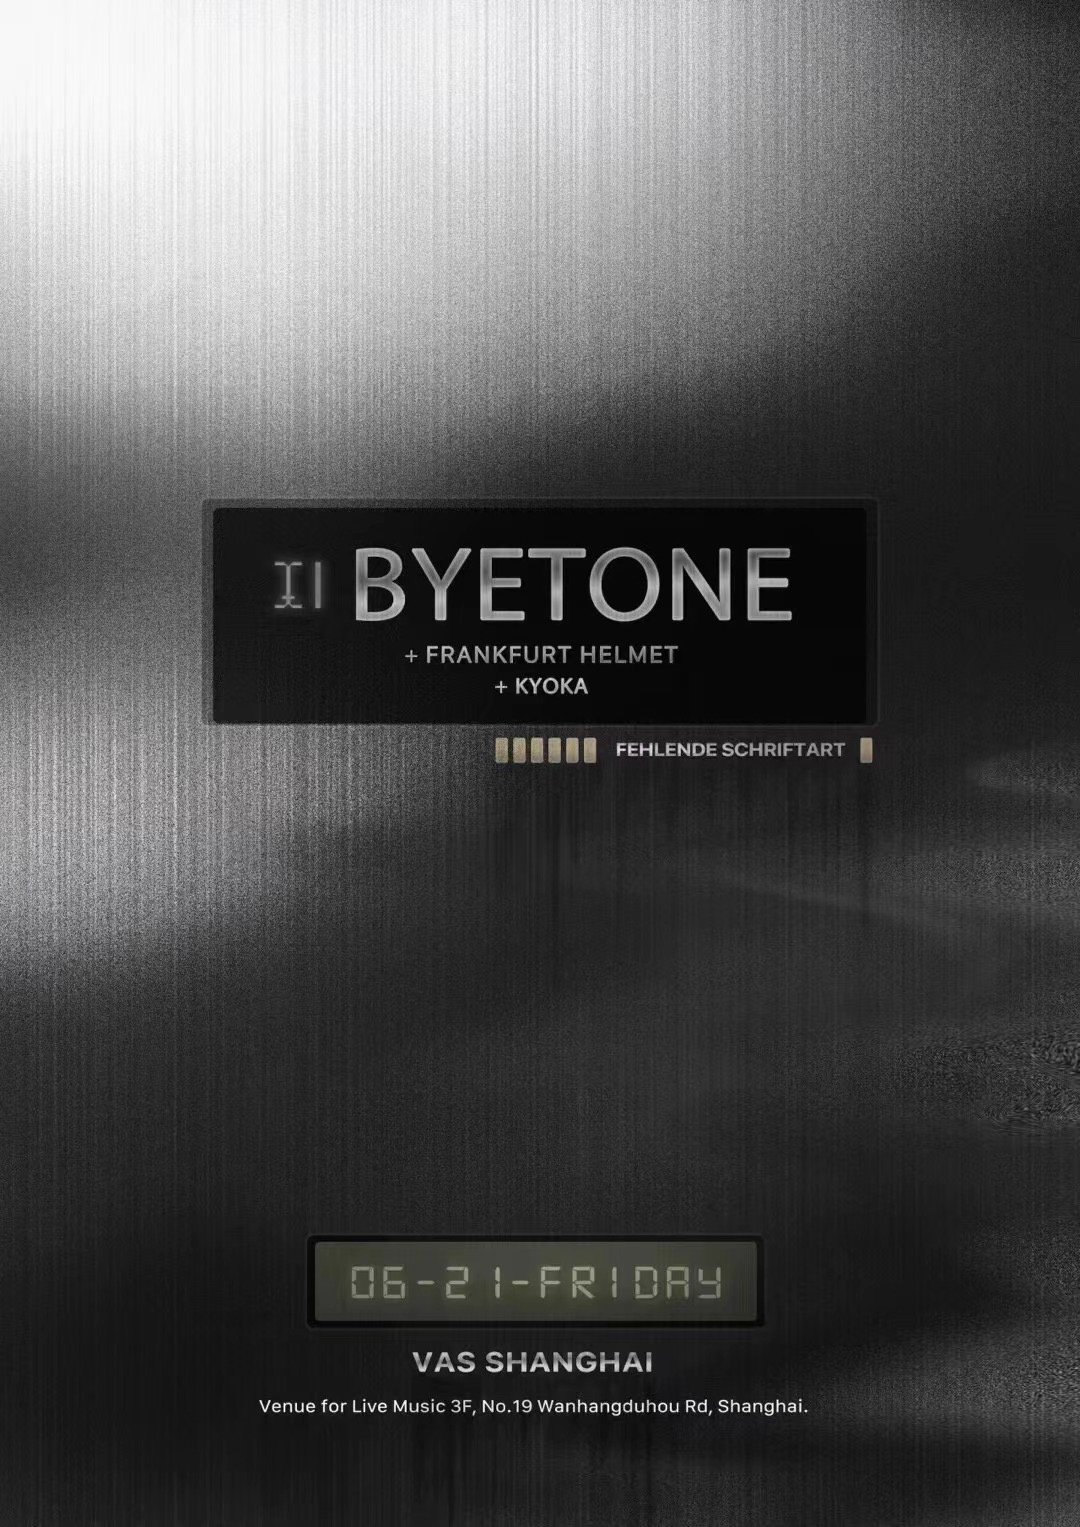 BYETONE
+ FRANKFURT HELMET
+ KYOKA
FEHLENDE SCHRIFTART
06-21-FRIDAY
VAS SHANGHAI
Venue for Live Music 3F, No.19 Wanhangduhou Rd, Shanghai.